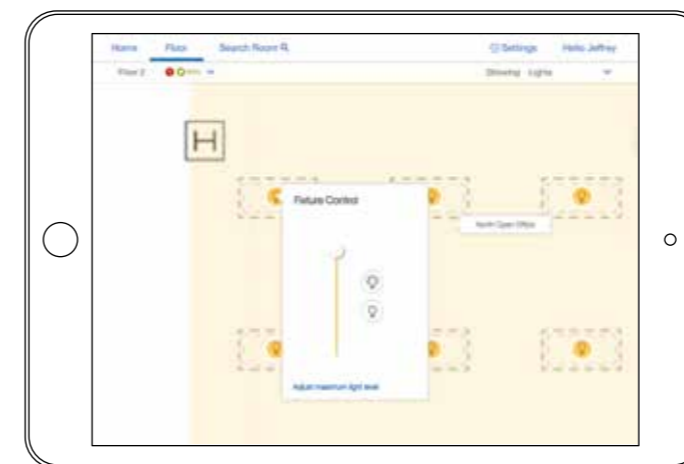 Home Floor Search Room Settings Hello Jeffrey
Floor 2 Showing Lights
H
Fixture Control
North Open Office
Adjust maximum light level